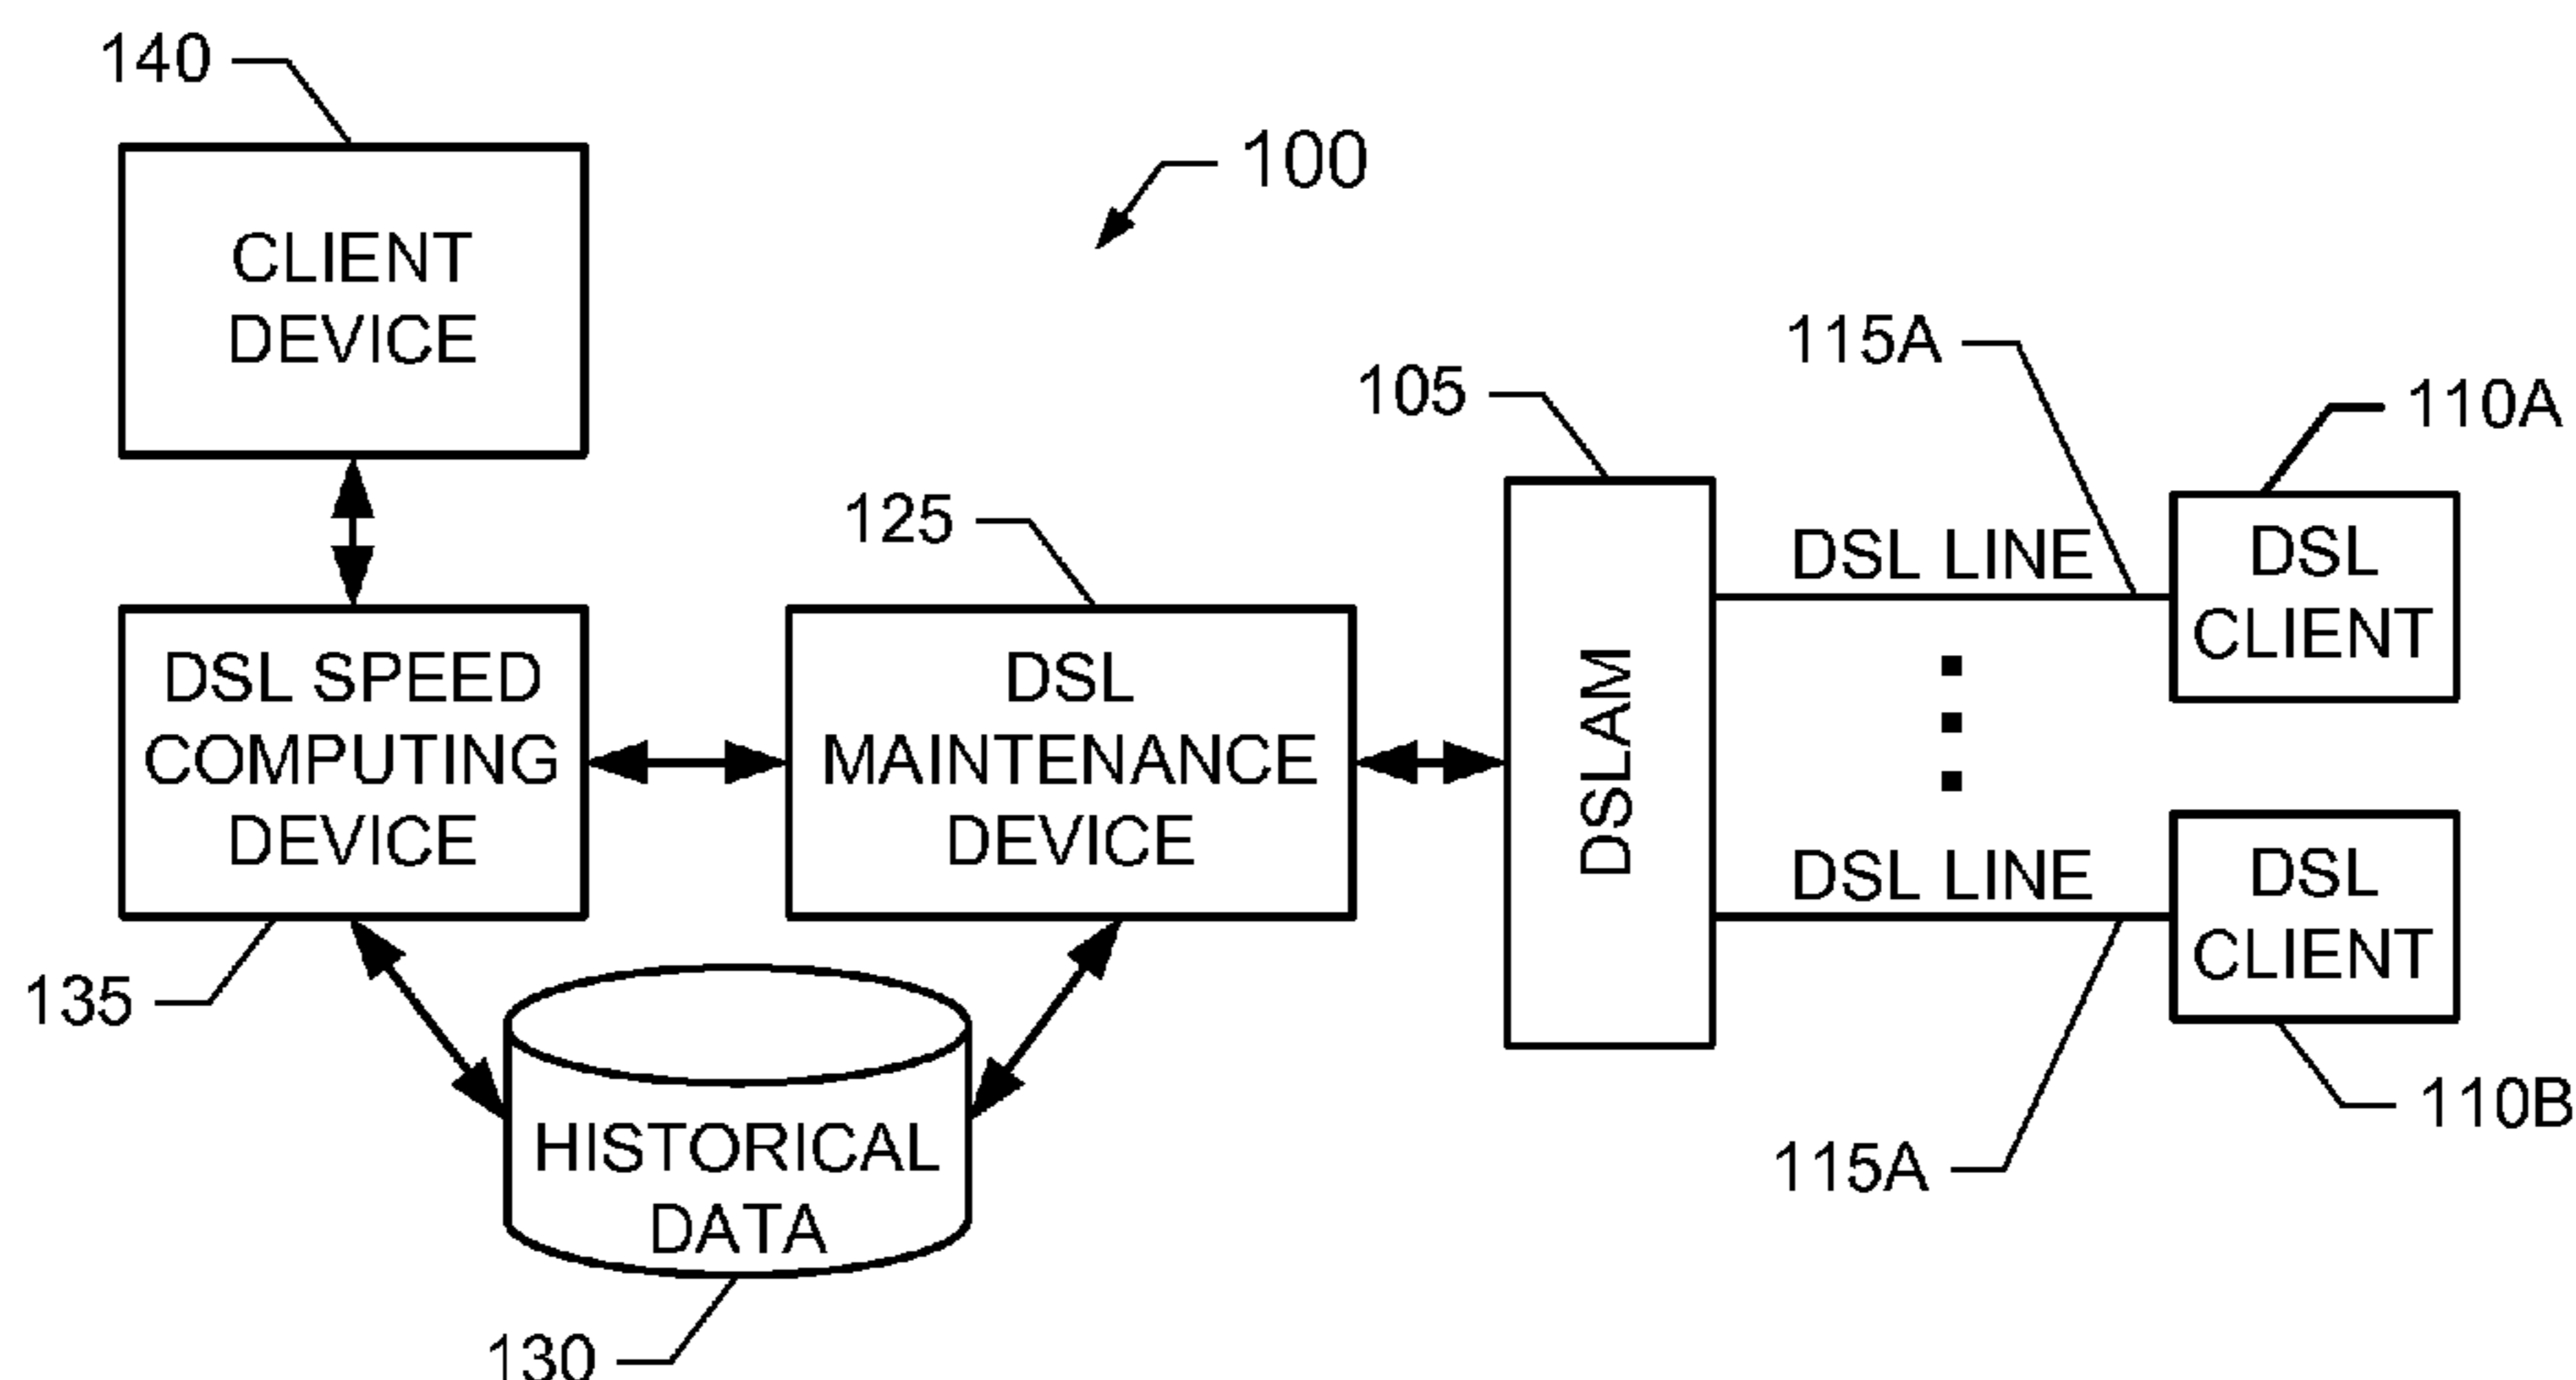 140
CLIENT
DEVICE
100
115A
105
110A
125
DSL LINE
DSL
CLIENT
DSL SPEED
COMPUTING
DEVICE
DSL
MAINTENANCE
DEVICE
DSLAM
DSL LINE
DSL
CLIENT
135
110B
HISTORICAL
DATA
115A
130